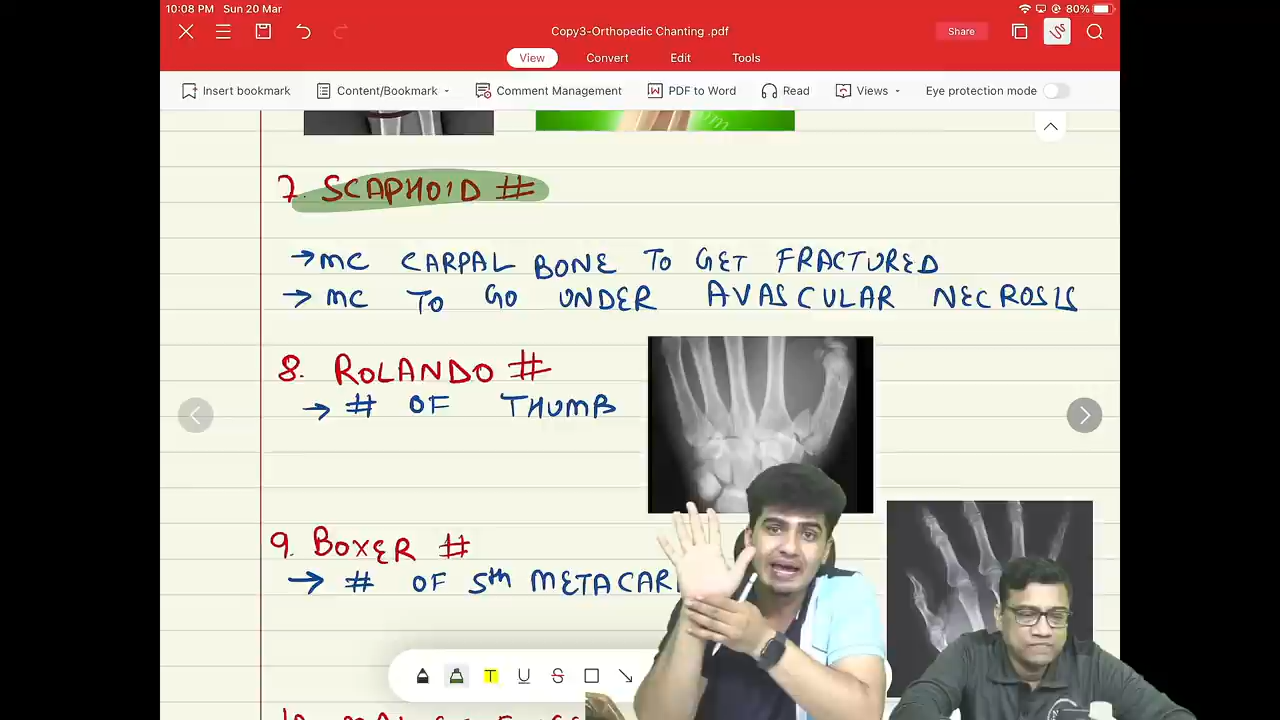 10:08 PM Sun 20 Mar 80%
Copy3-Orthopedic Chanting .pdf
Share
View Convert Edit Tools
Insert bookmark Content/Bookmark Comment Management PDF to Word Read Views Eye protection mode
7. SCAPHOID #
→ MC CARPAL BONE TO GET FRACTURED
→ MC TO GO UNDER AVASCULAR NECROSIS
8. ROLANDO #
→ # OF THUMB
9. BOXER #
→ # OF 5th METACAR
T U S